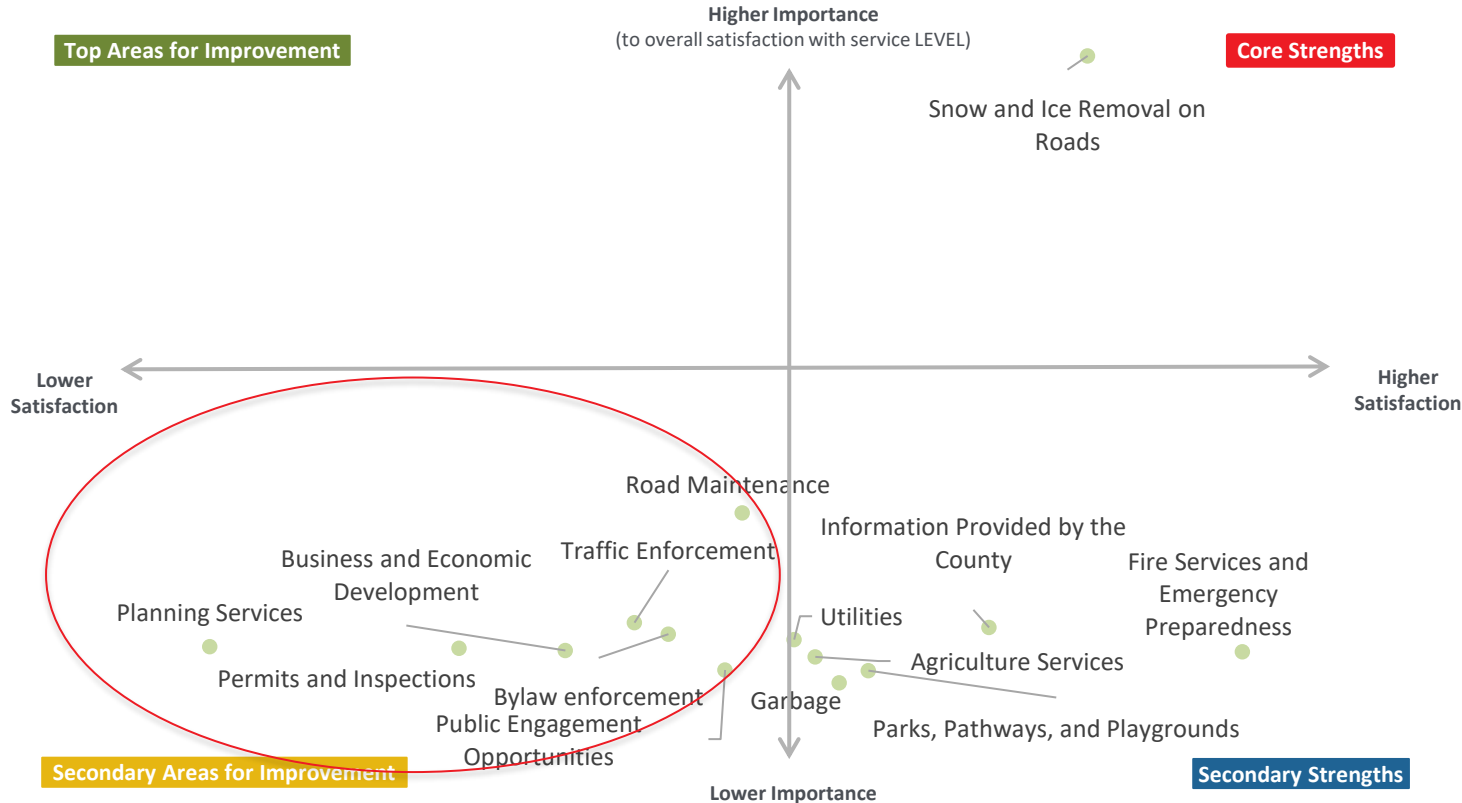 Higher Importance
(to overall satisfaction with service LEVEL)
Top Areas for Improvement
Core Strengths
Snow and Ice Removal on
Roads
Lower
Satisfaction
Higher
Satisfaction
Road Maintenance
Information Provided by the
County
Traffic Enforcement
Business and Economic
Development
Fire Services and
Emergency
Preparedness
Planning Services
Utilities
Permits and Inspections
Agriculture Services
Bylaw enforcement
Garbage
Public Engagement
Opportunities
Parks, Pathways, and Playgrounds
Secondary Areas for Improvement
Secondary Strengths
Lower Importance